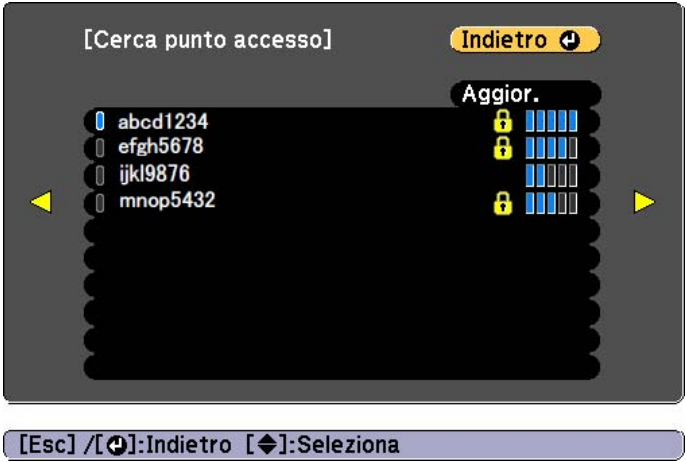 [Cerca punto accesso] Indietro
Aggior.
abcd1234
efgh5678
ijkl9876
mnop5432
[Esc] /[⏎]:Indietro [◆]:Seleziona